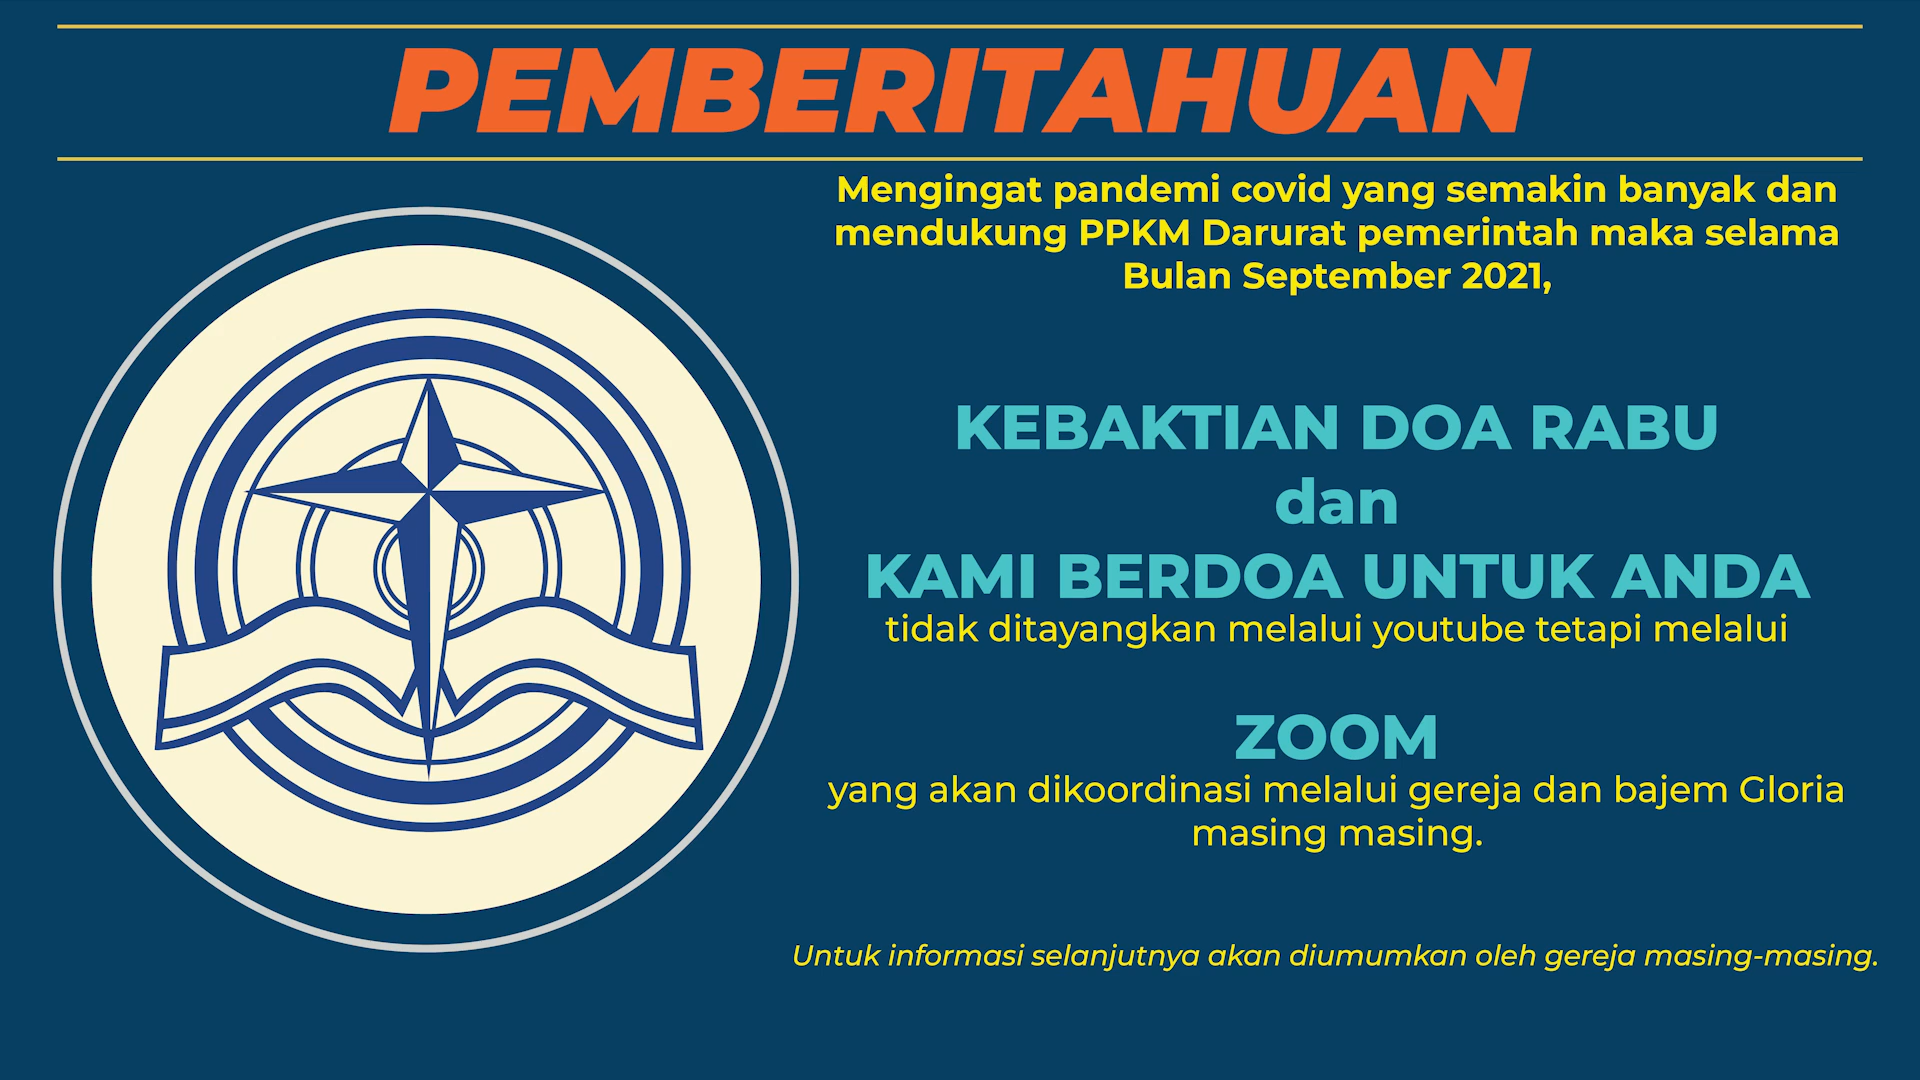 PEMBERITAHUAN
Mengingat pandemi covid yang semakin banyak dan
mendukung PPKM Darurat pemerintah maka selama
Bulan September 2021,
KEBAKTIAN DOA RABU
dan
KAMI BERDOA UNTUK ANDA
tidak ditayangkan melalui youtube tetapi melalui
ZOOM
yang akan dikoordinasi melalui gereja dan bajem Gloria
masing masing.
Untuk informasi selanjutnya akan diumumkan oleh gereja masing-masing.